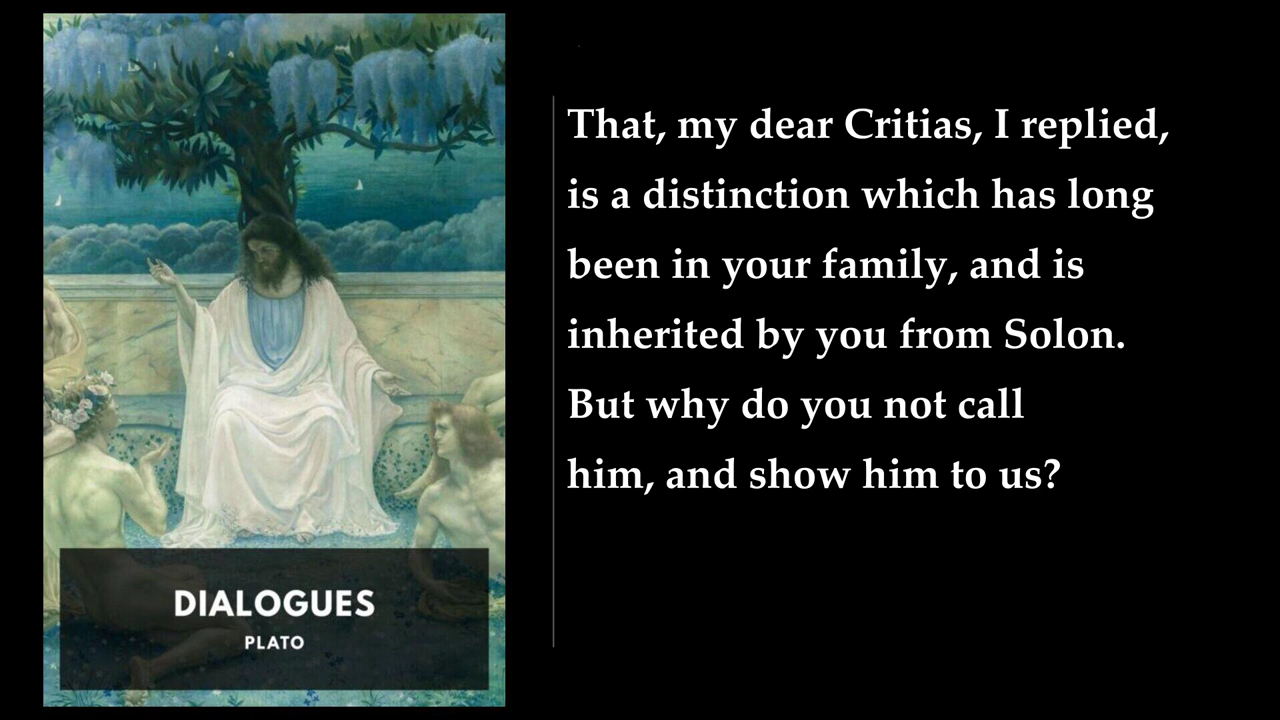 DIALOGUES
PLATO
That, my dear Critias, I replied,
is a distinction which has long
been in your family, and is
inherited by you from Solon.
But why do you not call
him, and show him to us?